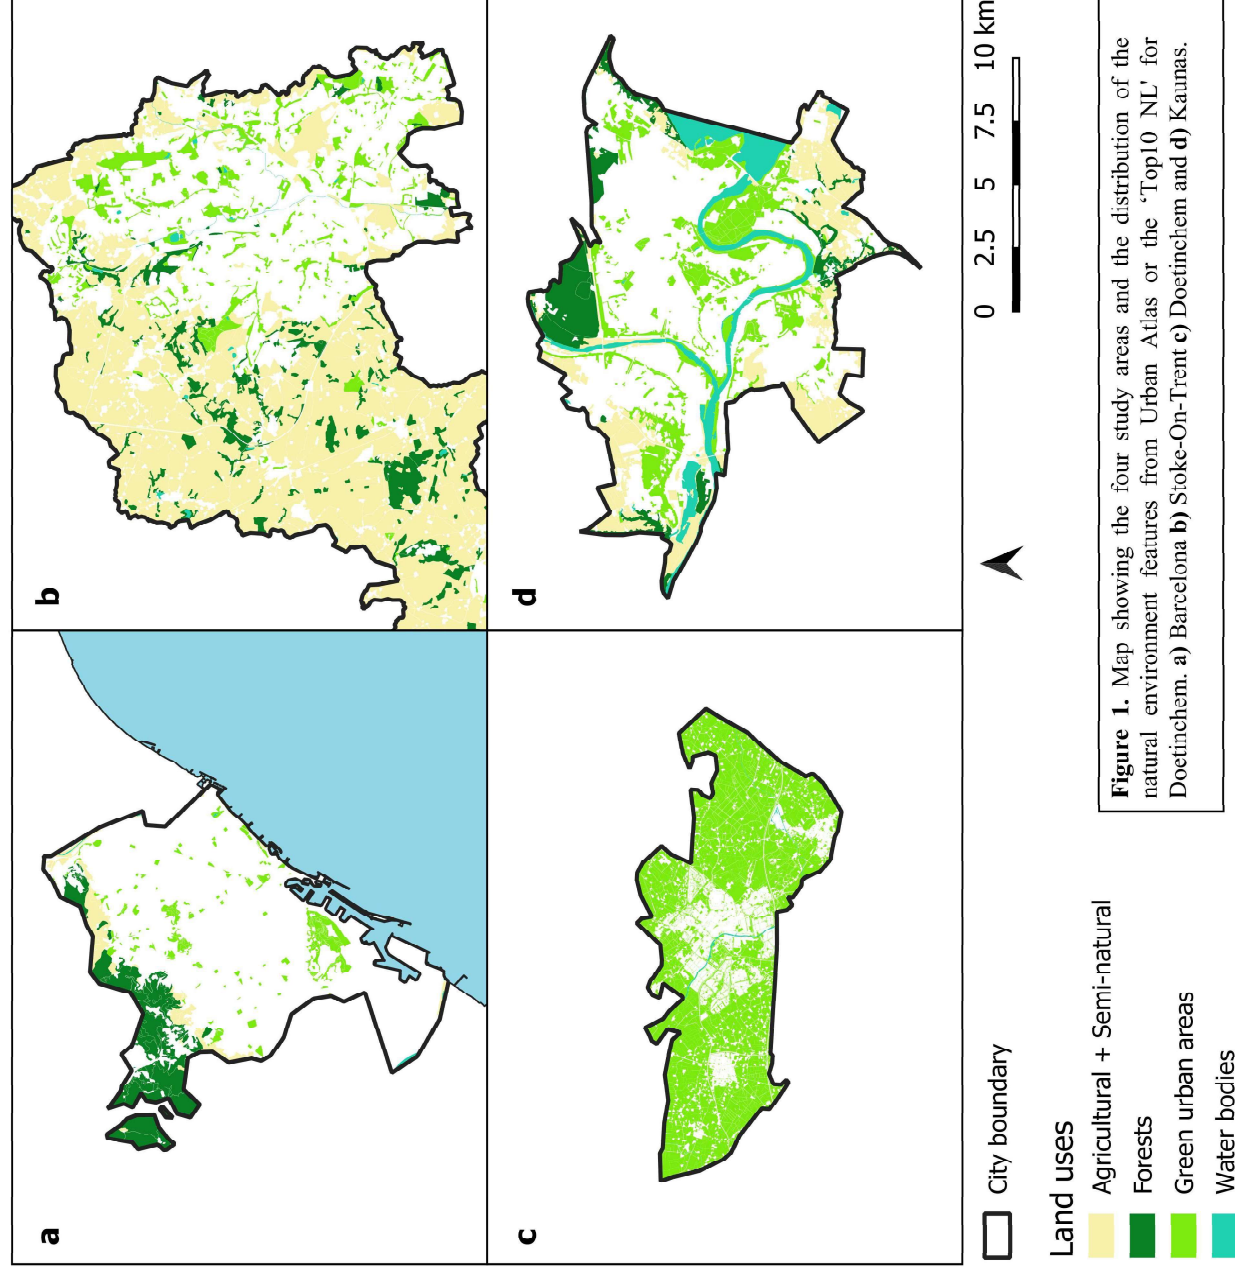 a
b
c
d
City boundary
Land uses
Agricultural + Semi-natural
Forests
Green urban areas
Water bodies
0 2.5 5 7.5 10 km
Figure 1. Map showing the four study areas and the distribution of the
natural environment features from Urban Atlas or the ‘Top10 NL' for
Doetinchem. a) Barcelona b) Stoke-On-Trent c) Doetinchem and d) Kaunas.